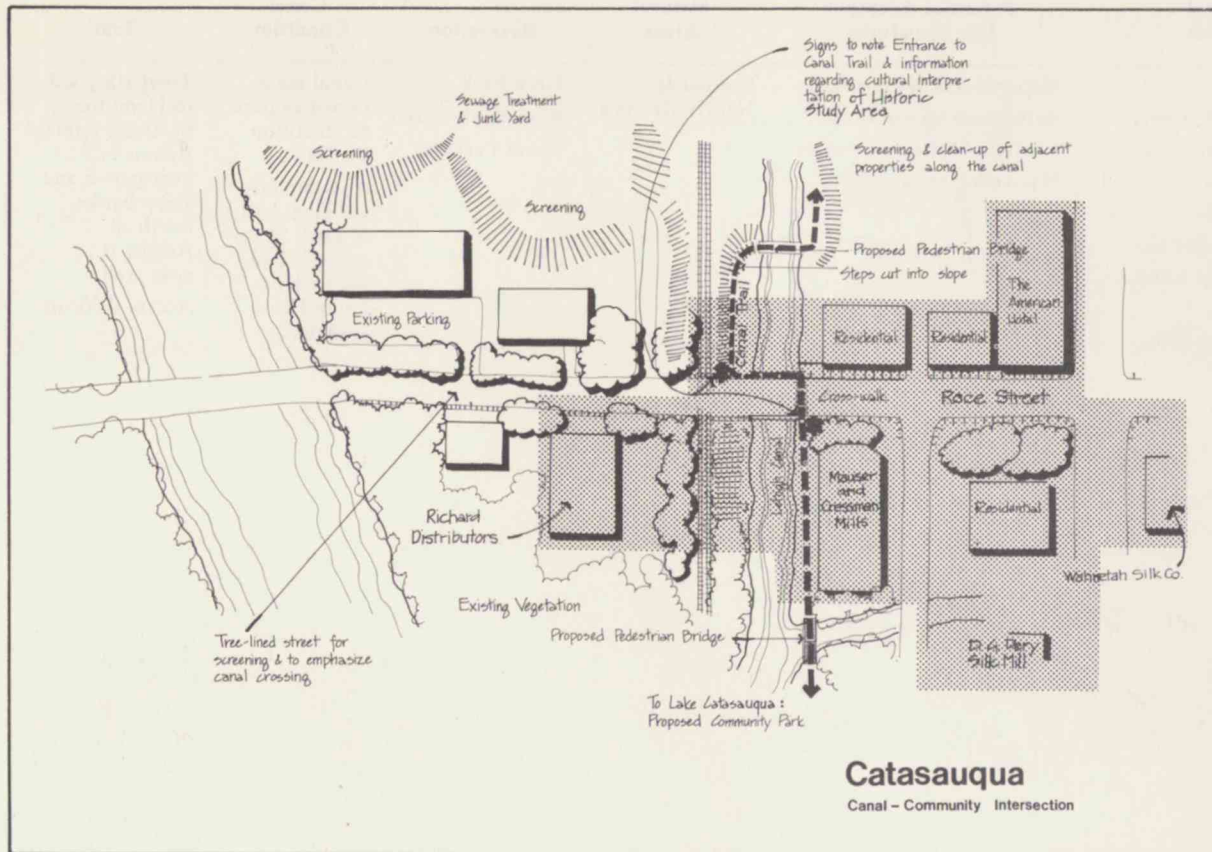 Signs to note Entrance to
Canal Trail & information
regarding cultural interpre-
tation of Historic
Study Area
Sewage Treatment
& Junk Yard
Screening
Screening
Screening & clean-up of adjacent
properties along the canal
Proposed Pedestrian Bridge
Steps cut into slope
Canal Trail
The
American
Hotel
Existing Parking
Residential
Residential
Cross-walk
Race Street
Lehigh Canal
Mauser
and
Cressman
Mills
Residential
Richard
Distributors
Wahnetah Silk Co.
Existing Vegetation
Proposed Pedestrian Bridge
D. G. Dery
Silk Mill
Tree-lined street for
screening & to emphasize
canal crossing
To Lake Catasauqua:
Proposed Community Park
Catasauqua
Canal – Community Intersection